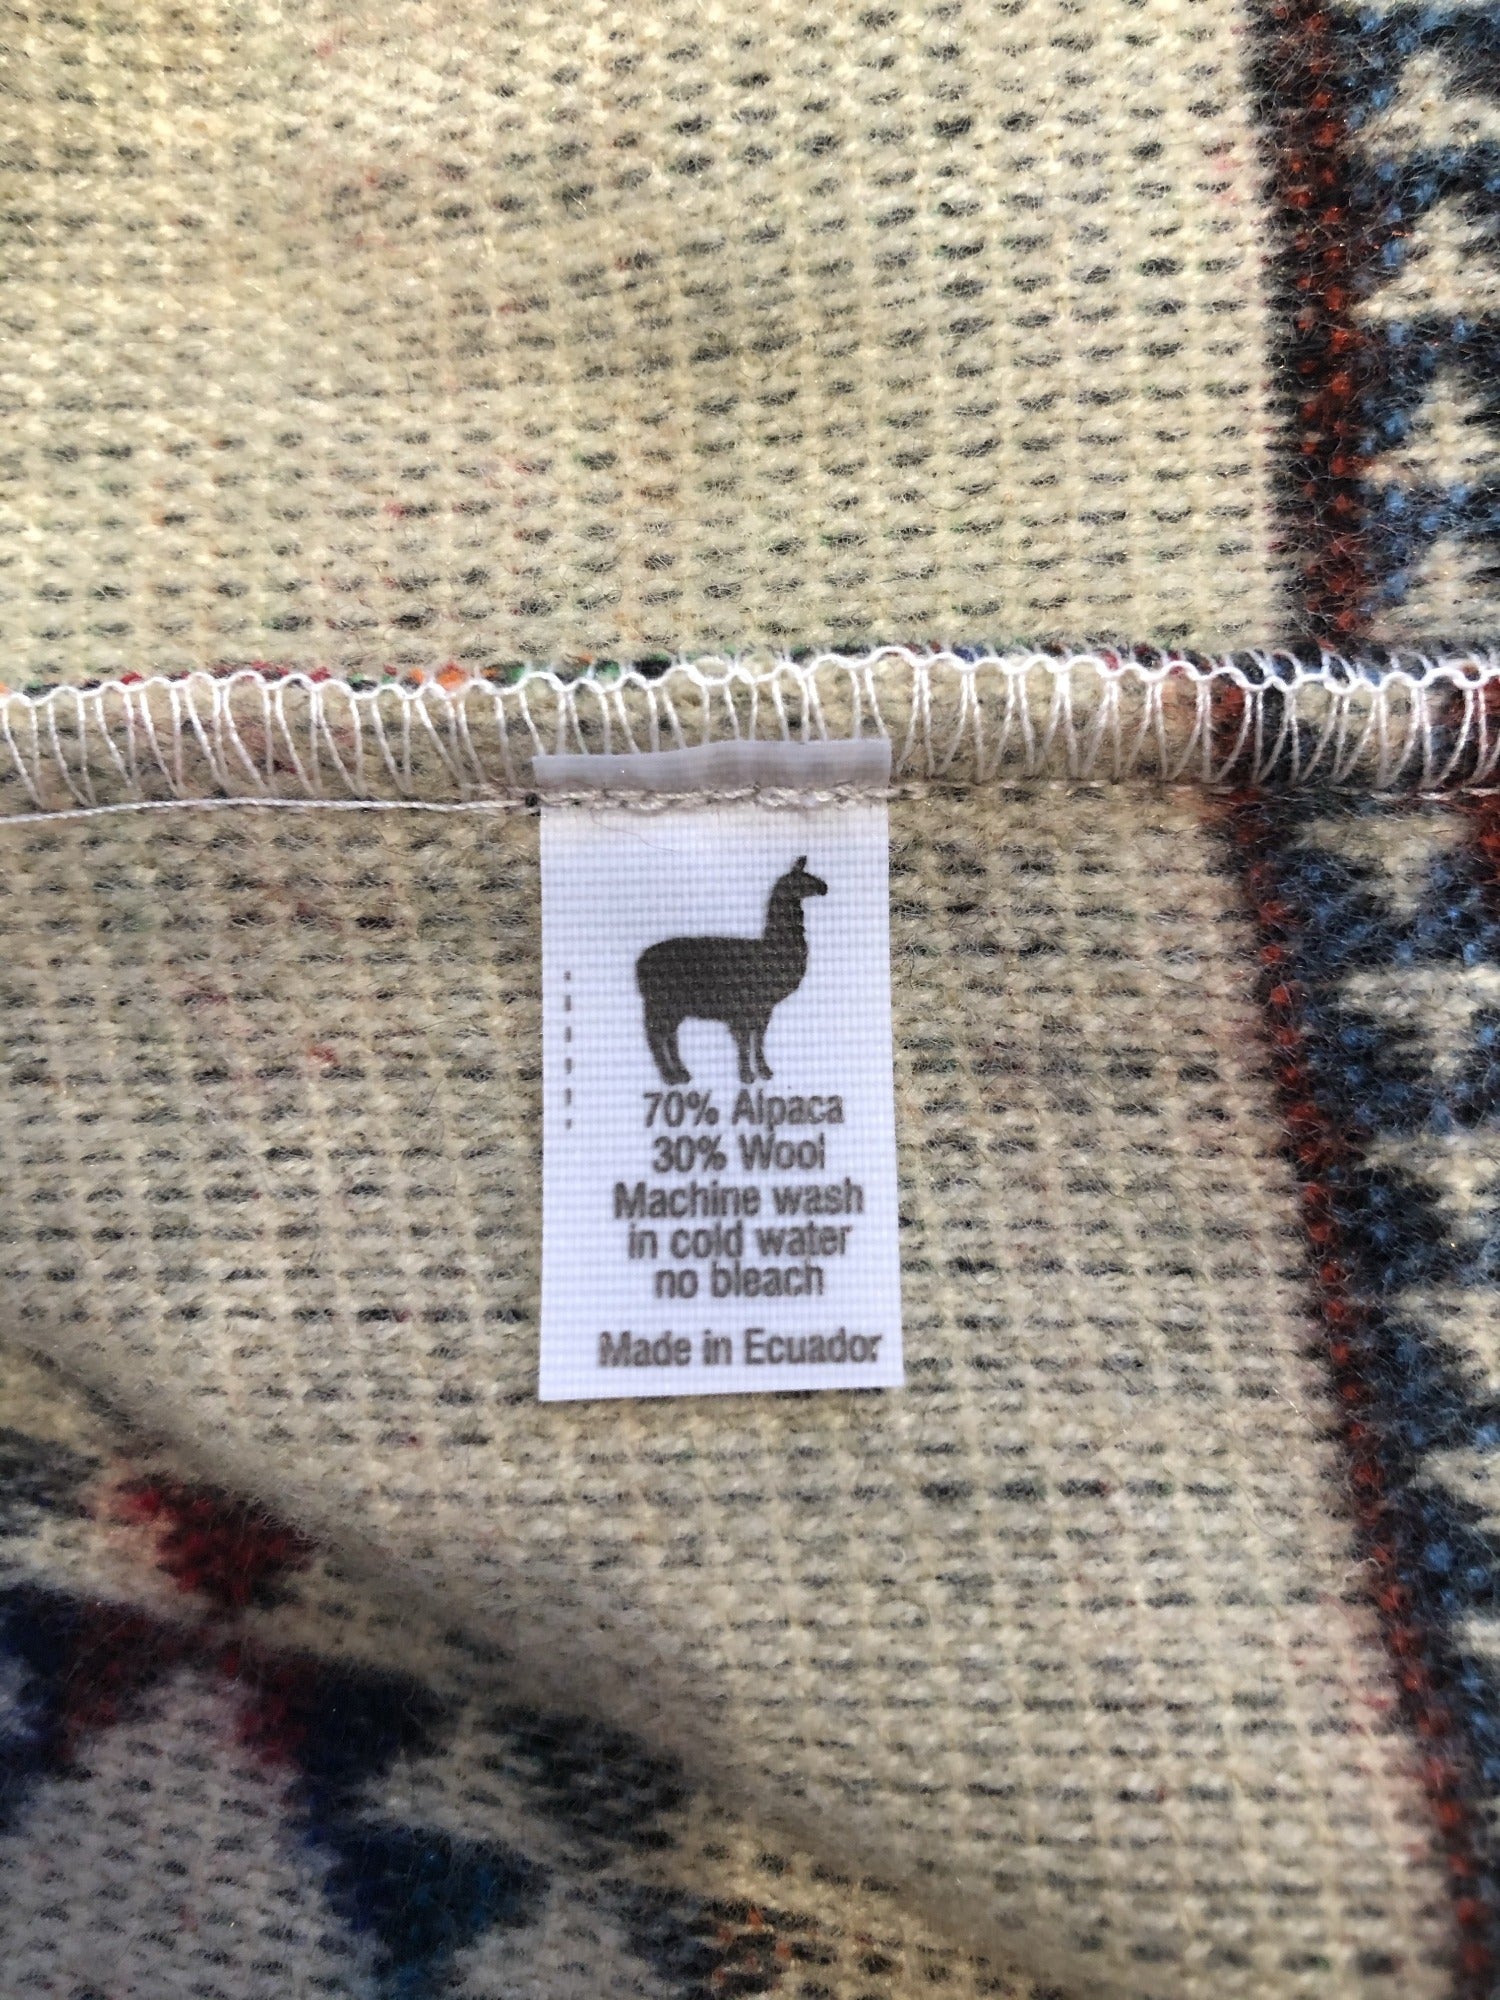 70% Alpaca
30% Wool
Machine wash
in cold water
no bleach
Made in Ecuador